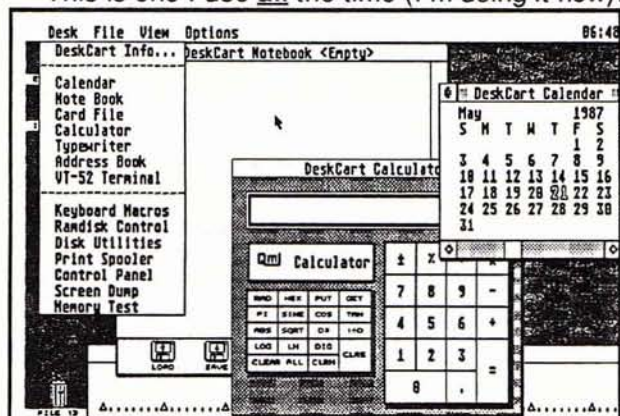 This is one I use all the time (I'm using it now).
Desk File View Options 06:48
DeskCart Info...
DeskCart Notebook <Empty>
Calendar
Note Book
Card File
Calculator
Typewriter
Address Book
VT-52 Terminal
Keyboard Macros
Ramdisk Control
Disk Utilities
Print Spooler
Control Panel
Screen Dump
Memory Test
DeskCart Calendar
May 1987
S M T W T F S
1 2
3 4 5 6 7 8 9
10 11 12 13 14 15 16
17 18 19 20 21 22 23
24 25 26 27 28 29 30
31
DeskCart Calculato
QMI Calculator
± %
RAD HEX PUT GET
PI SINE COS TAN
ABS SQRT
LOG LN
CLEAR ALL CLRM CLRE
7 8 9 -
4 5 6 +
1 2 3 =
0 .
LOAD SAVE
FILE 13